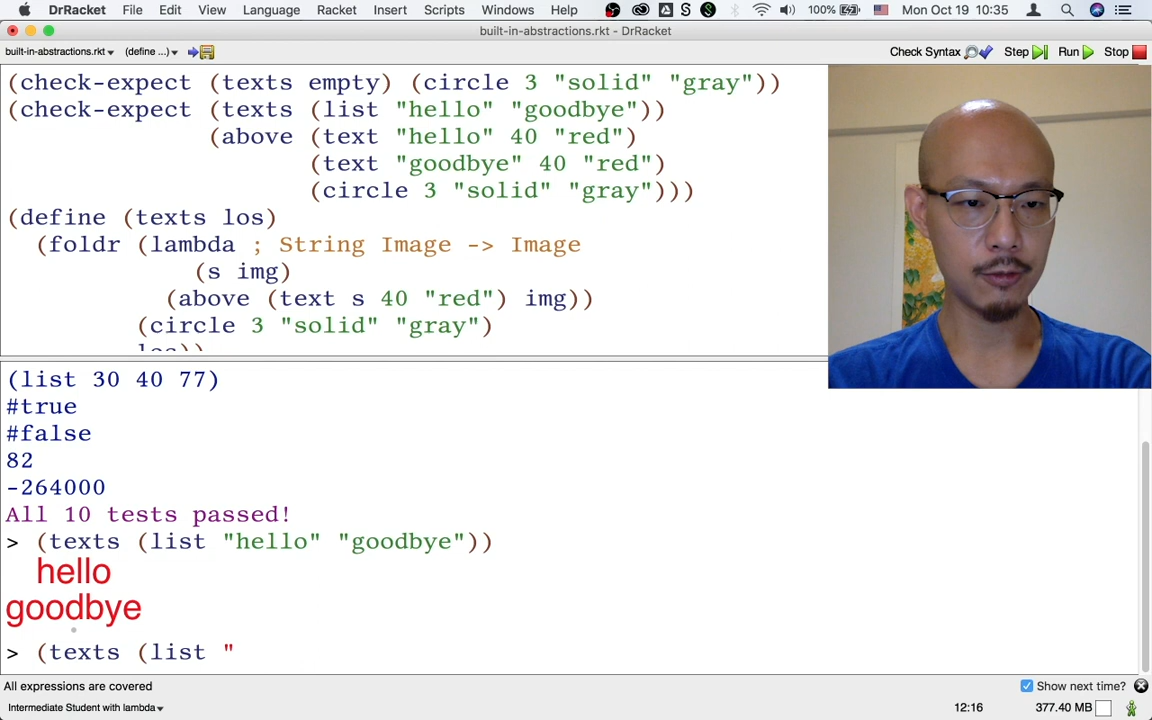 DrRacket File Edit View Language Racket Insert Scripts Windows Help 100% Mon Oct 19 10:35
built-in-abstractions.rkt - DrRacket
built-in-abstractions.rkt (define ...) Check Syntax Step Run Stop
(check-expect (texts empty) (circle 3 "solid" "gray"))
(check-expect (texts (list "hello" "goodbye"))
(above (text "hello" 40 "red")
(text "goodbye" 40 "red")
(circle 3 "solid" "gray")))
(define (texts los)
(foldr (lambda ; String Image -> Image
(s img)
(above (text s 40 "red") img))
(circle 3 "solid" "gray")
los))
(list 30 40 77)
#true
#false
82
-264000
All 10 tests passed!
> (texts (list "hello" "goodbye"))
hello
goodbye
> (texts (list "
All expressions are covered Show next time?
Intermediate Student with lambda 12:16 377.40 MB